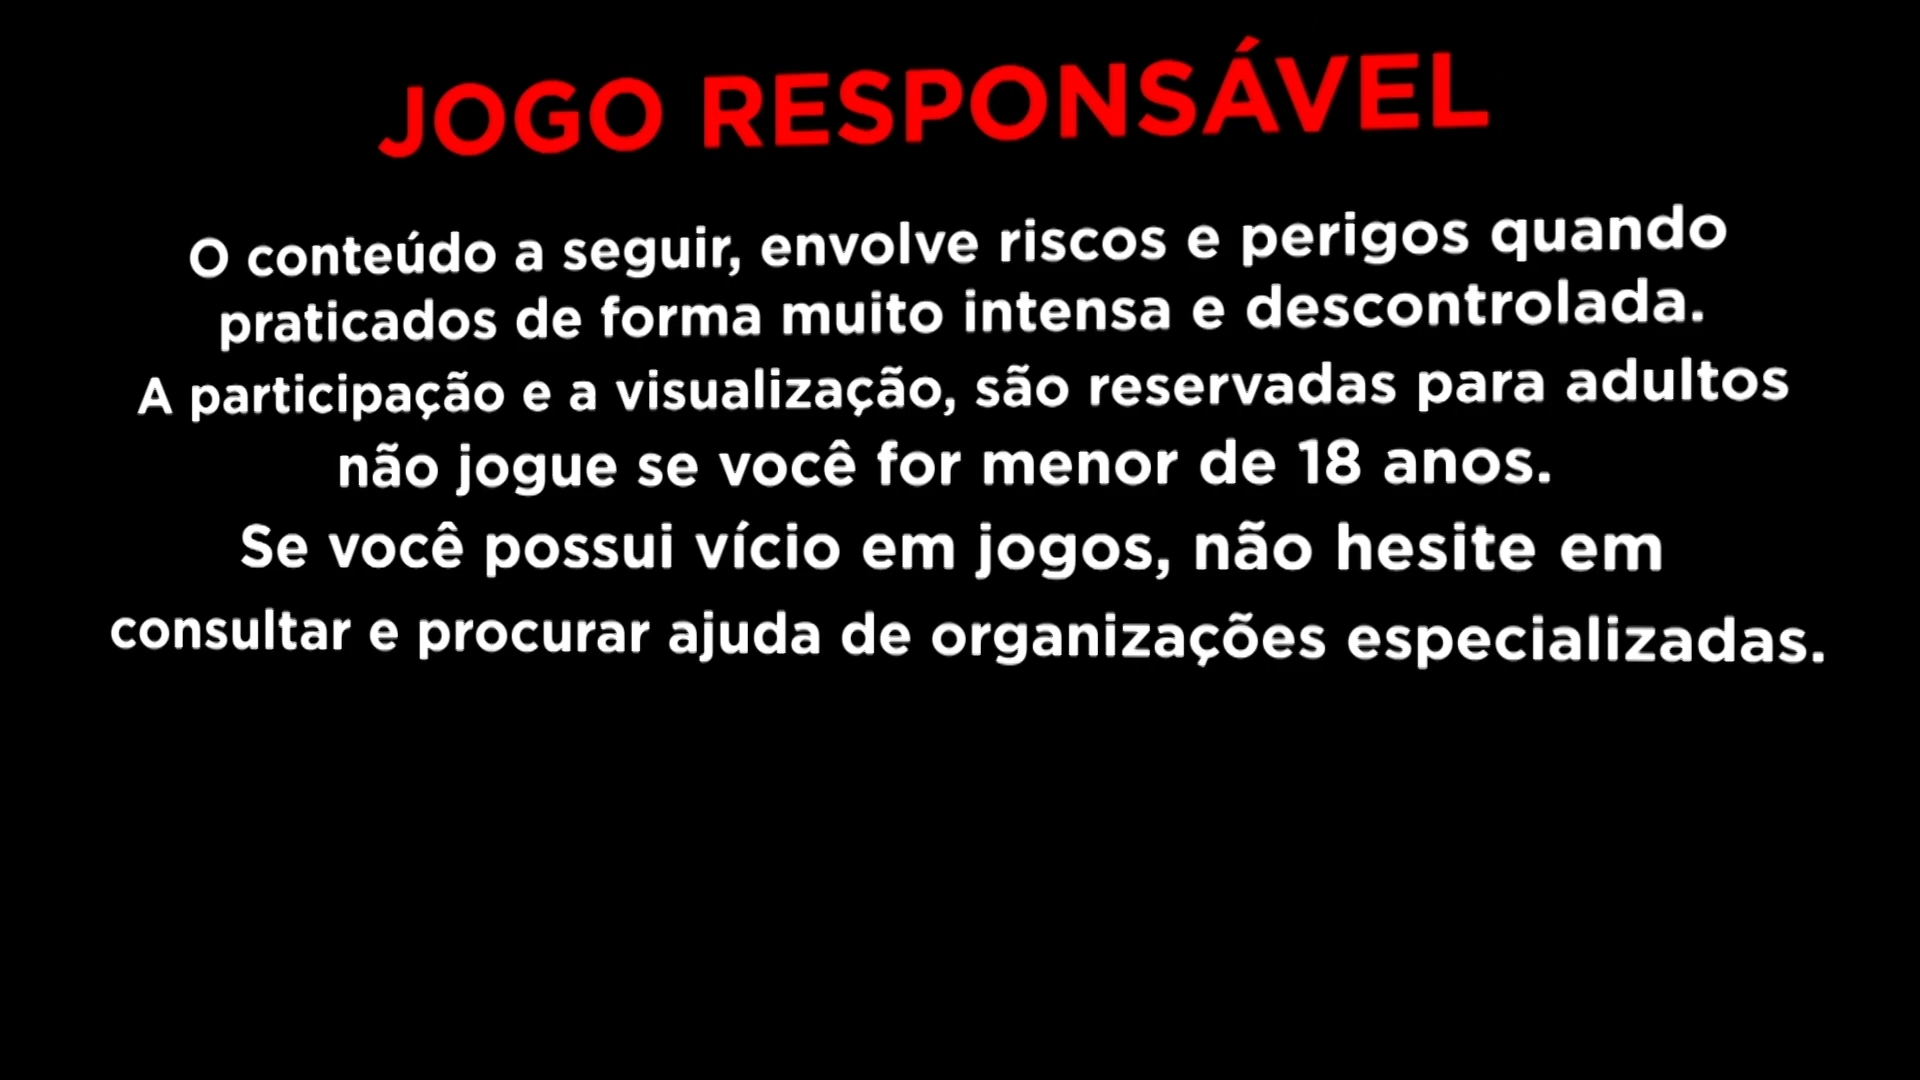 JOGO RESPONSÁVEL
O conteúdo a seguir, envolve riscos e perigos quando
praticados de forma muito intensa e descontrolada.
A participação e a visualização, são reservadas para adultos
não jogue se você for menor de 18 anos.
Se você possui vício em jogos, não hesite em
consultar e procurar ajuda de organizações especializadas.